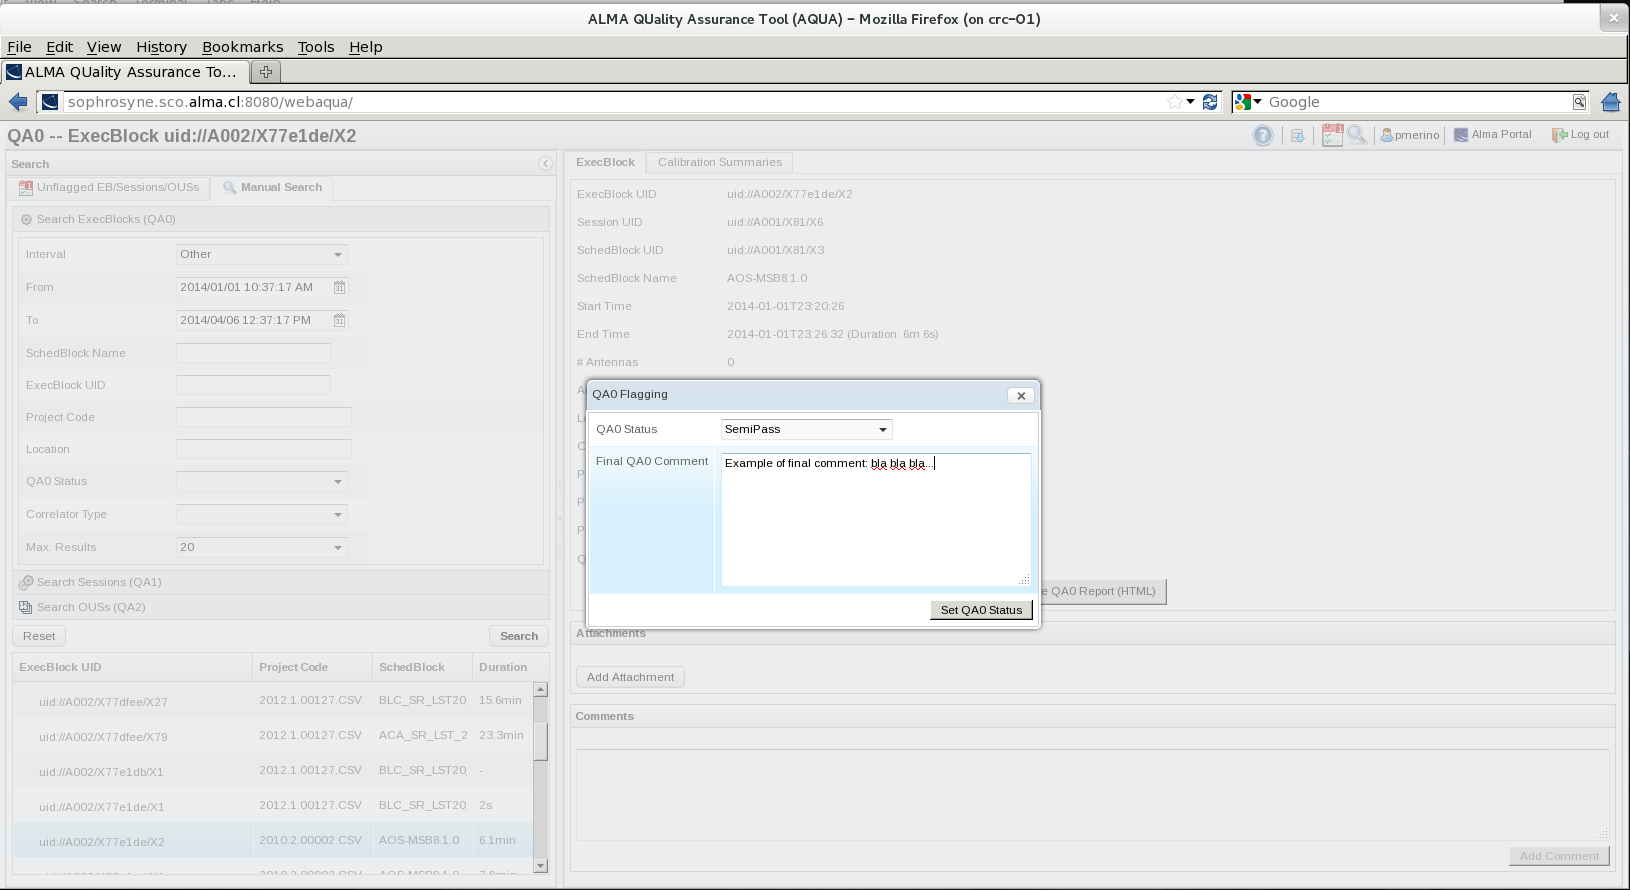 ALMA QUality Assurance Tool (AQUA) - Mozilla Firefox (on crc-01)
File Edit View History Bookmarks Tools Help
ALMA QUality Assurance To...
sophrosyne.sco.alma.cl:8080/webaqua/
Google
QA0 -- ExecBlock uid://A002/X77e1de/X2
pmerino
Alma Portal
Log out
Search
Unflagged EB/Sessions/OUSs
Manual Search
Search ExecBlocks (QA0)
Interval Other
From 2014/01/01 10:37:17 AM
To 2014/04/06 12:37:17 PM
SchedBlock Name
ExecBlock UID
Project Code
Location
QA0 Status
Correlator Type
Max. Results 20
Search Sessions (QA1)
Search OUSs (QA2)
Reset Search
ExecBlock UID Project Code SchedBlock Duration
uid://A002/X77dfee/X27 2012.1.00127.CSV BLC_SR_LST20 15.6min
uid://A002/X77dfee/X79 2012.1.00127.CSV ACA_SR_LST_2 23.3min
uid://A002/X77e1db/X1 2012.1.00127.CSV BLC_SR_LST20 -
uid://A002/X77e1de/X1 2012.1.00127.CSV BLC_SR_LST20 2s
uid://A002/X77e1de/X2 2010.2.00002.CSV AOS-MSB8.1.0 6.1min
ExecBlock Calibration Summaries
ExecBlock UID uid://A002/X77e1de/X2
Session UID uid://A001/X81/X6
SchedBlock UID uid://A001/X81/X3
SchedBlock Name AOS-MSB8.1.0
Start Time 2014-01-01T23:20:26
End Time 2014-01-01T23:26:32 (Duration: 6m 6s)
# Antennas 0
QA0 Flagging
QA0 Status SemiPass
Final QA0 Comment Example of final comment: bla bla bla...
Set QA0 Status
QA0 Report (HTML)
Attachments
Add Attachment
Comments
Add Comment